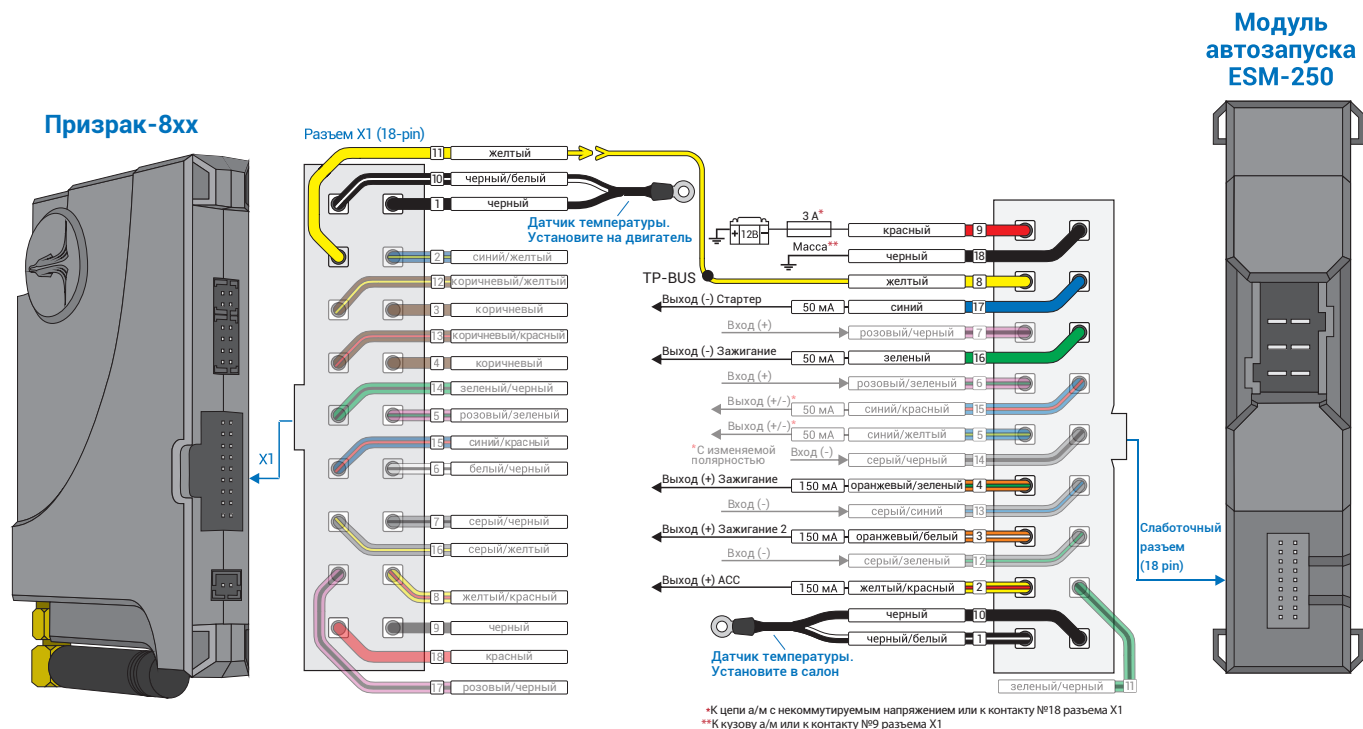 Модуль
автозапуска
ESM-250
Призрак-8xx
Разъем X1 (18-pin)
11 желтый
10 черный/белый
1 черный
Датчик температуры.
Установите на двигатель
2 синий/желтый
12 коричневый/желтый
3 коричневый
13 коричневый/красный
4 коричневый
14 зеленый/черный
5 розовый/зеленый
15 синий/красный
6 белый/черный
7 серый/черный
16 серый/желтый
8 желтый/красный
9 черный
18 красный
17 розовый/черный
X1
TP-BUS
+ 12В -
3 А* красный 9
Масса** черный 18
желтый 8
Выход (-) Стартер 50 мА синий 17
Вход (+) розовый/черный 7
Выход (-) Зажигание 50 мА зеленый 16
Вход (+) розовый/зеленый 6
Выход (+/-)* 50 мА синий/красный 15
Выход (+/-)* 50 мА синий/желтый 5
*С изменяемой
полярностью
Вход (-) серый/черный 14
Выход (+) Зажигание 150 мА оранжевый/зеленый 4
Вход (-) серый/синий 13
Выход (+) Зажигание 2 150 мА оранжевый/белый 3
Вход (-) серый/зеленый 12
Выход (+) ACC 150 мА желтый/красный 2
черный 10
черный/белый 1
Датчик температуры.
Установите в салон
зеленый/черный 11
Слаботочный
разъем
(18 pin)
*К цепи а/м с некоммутируемым напряжением или к контакту №18 разъема X1
**К кузову а/м или к контакту №9 разъема X1